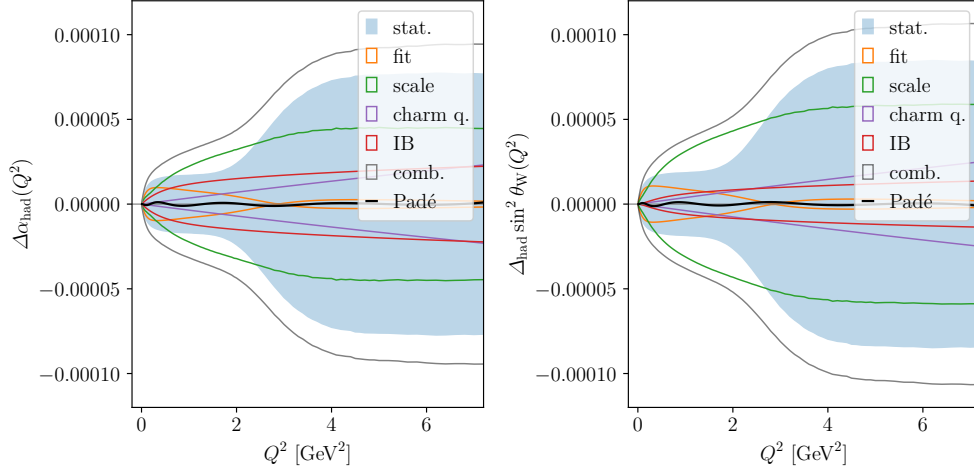 0.00010
0.00005
0.00000
−0.00005
−0.00010
Δα_had(Q²)
0 2 4 6
Q² [GeV²]
stat.
fit
scale
charm q.
IB
comb.
Padé
0.00010
0.00005
0.00000
−0.00005
−0.00010
Δ_had sin² θ_W(Q²)
0 2 4 6
Q² [GeV²]
stat.
fit
scale
charm q.
IB
comb.
Padé